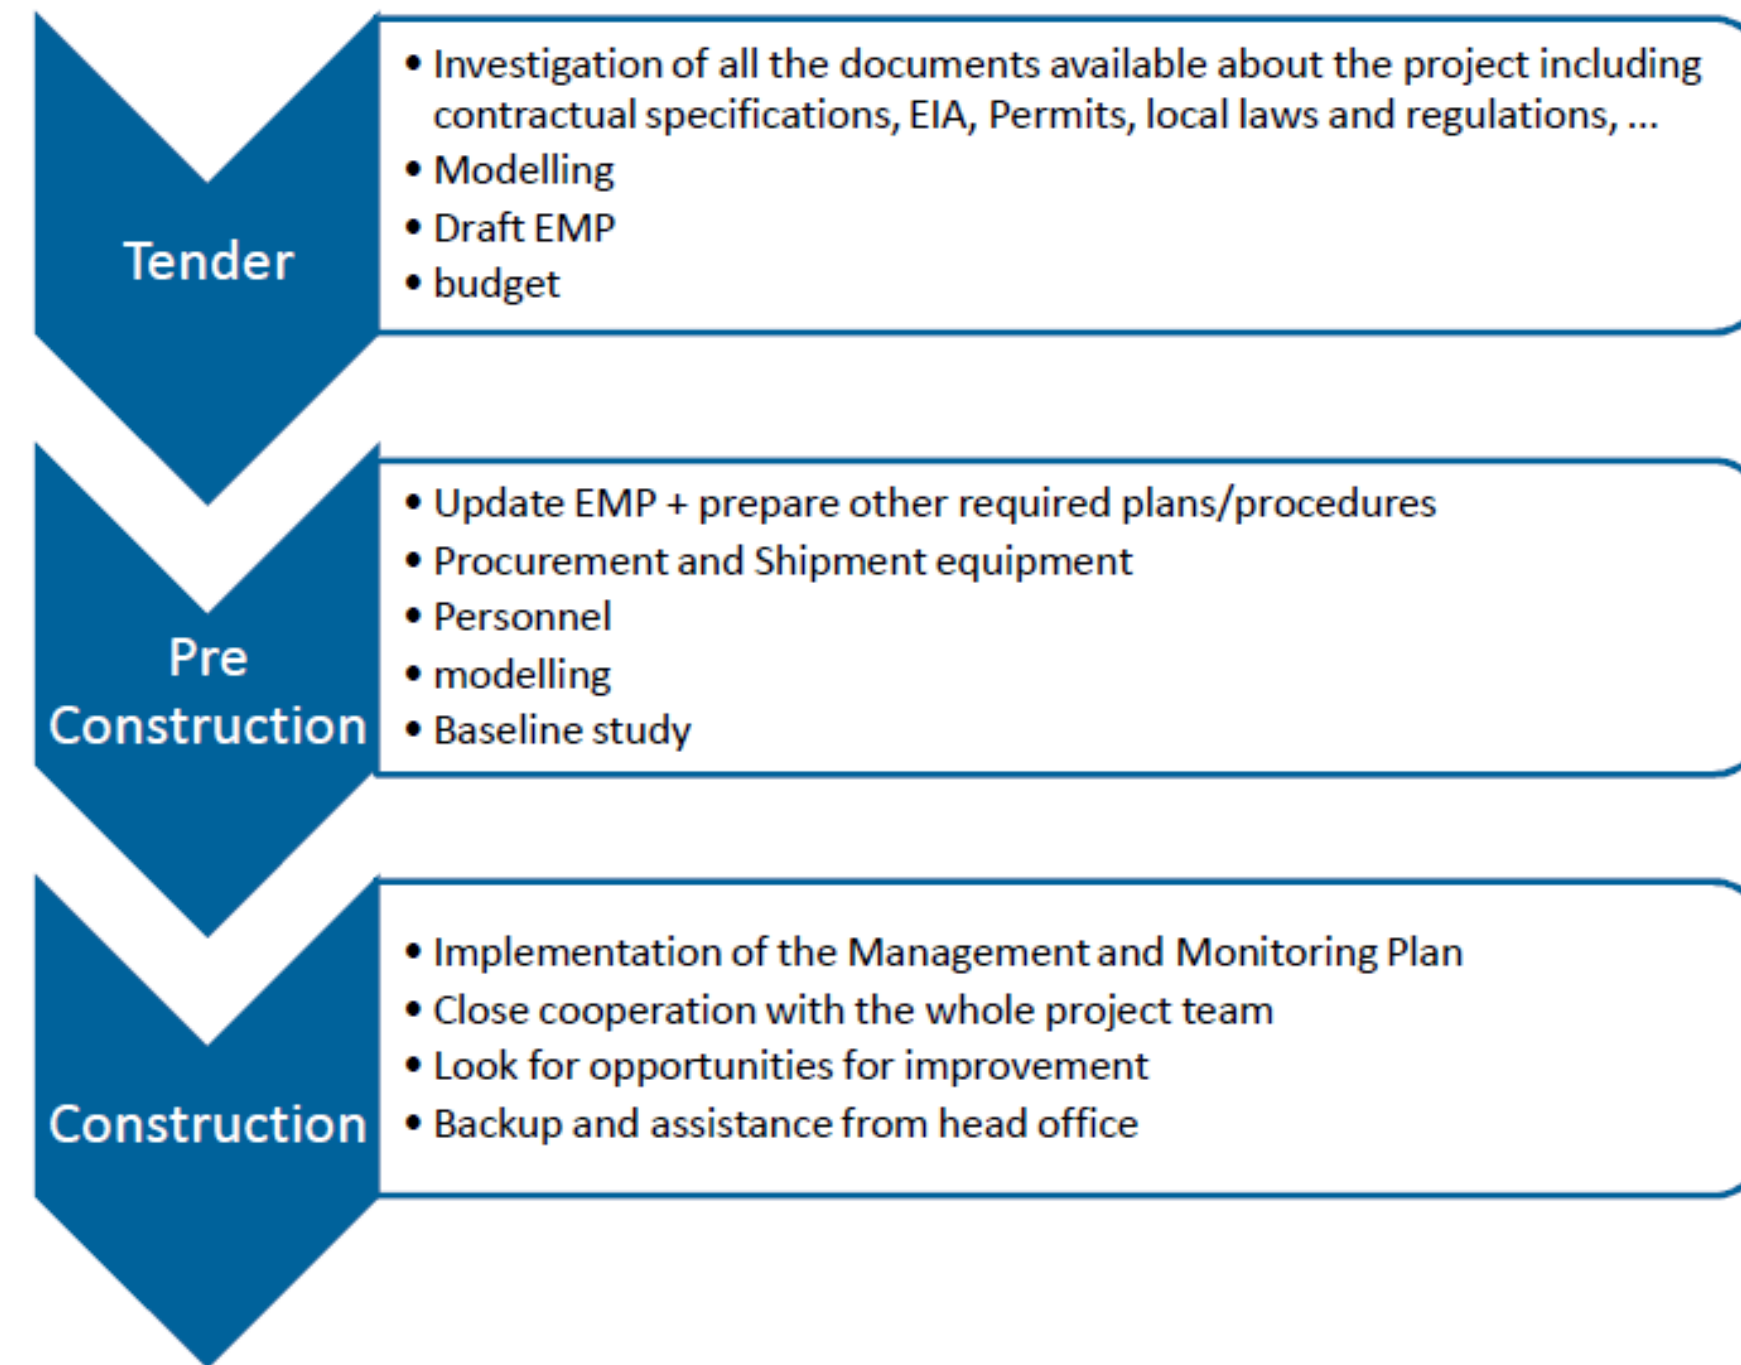 Tender
• Investigation of all the documents available about the project including
contractual specifications, EIA, Permits, local laws and regulations, ...
• Modelling
• Draft EMP
• budget
Pre
Construction
• Update EMP + prepare other required plans/procedures
• Procurement and Shipment equipment
• Personnel
• modelling
• Baseline study
Construction
• Implementation of the Management and Monitoring Plan
• Close cooperation with the whole project team
• Look for opportunities for improvement
• Backup and assistance from head office